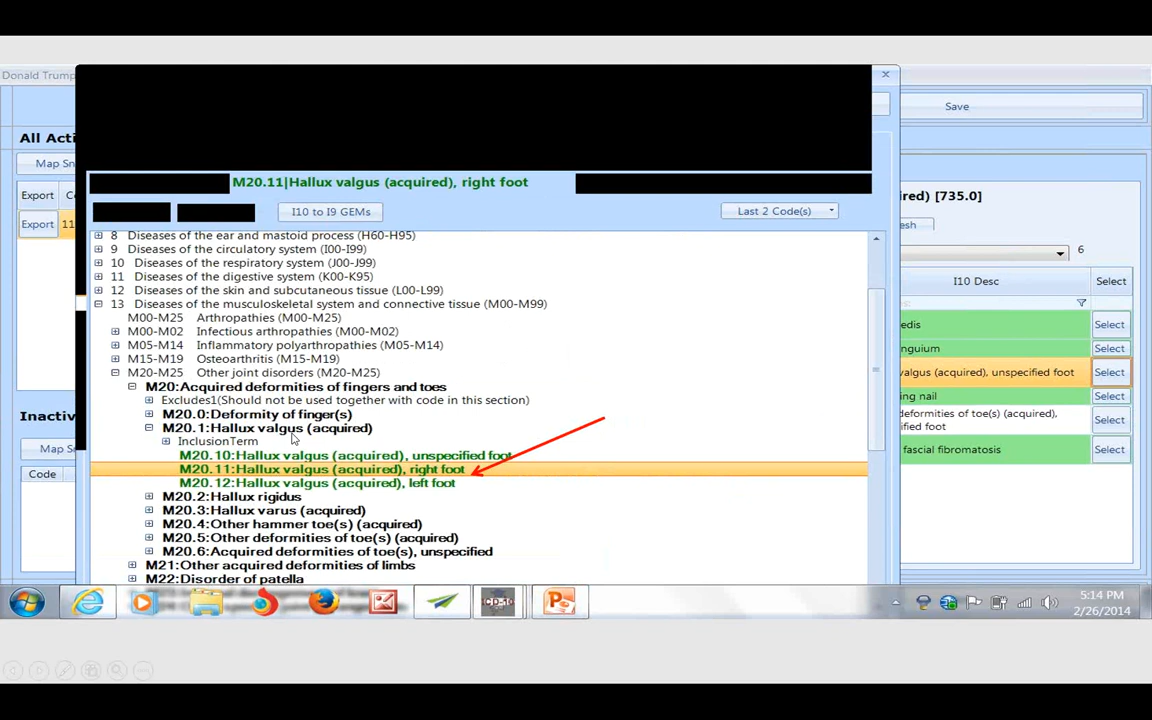 Donald Trump
Save
All Acti
Map Sn
Export
Export 11
M20.11|Hallux valgus (acquired), right foot
I10 to I9 GEMs
Last 2 Code(s)
8 Diseases of the ear and mastoid process (H60-H95)
9 Diseases of the circulatory system (I00-I99)
10 Diseases of the respiratory system (J00-J99)
11 Diseases of the digestive system (K00-K95)
12 Diseases of the skin and subcutaneous tissue (L00-L99)
13 Diseases of the musculoskeletal system and connective tissue (M00-M99)
M00-M25 Arthropathies (M00-M25)
M00-M02 Infectious arthropathies (M00-M02)
M05-M14 Inflammatory polyarthropathies (M05-M14)
M15-M19 Osteoarthritis (M15-M19)
M20-M25 Other joint disorders (M20-M25)
M20:Acquired deformities of fingers and toes
Excludes1(Should not be used together with code in this section)
M20.0:Deformity of finger(s)
M20.1:Hallux valgus (acquired)
InclusionTerm
M20.10:Hallux valgus (acquired), unspecified foot
M20.11:Hallux valgus (acquired), right foot
M20.12:Hallux valgus (acquired), left foot
M20.2:Hallux rigidus
M20.3:Hallux varus (acquired)
M20.4:Other hammer toe(s) (acquired)
M20.5:Other deformities of toe(s) (acquired)
M20.6:Acquired deformities of toe(s), unspecified
M21:Other acquired deformities of limbs
M22:Disorder of patella
Inactiv
Map S
Code
ired) [735.0]
esh
6
I10 Desc
Select
edis
Select
nguium
Select
valgus (acquired), unspecified foot
Select
ing nail
Select
deformities of toe(s) (acquired),
ified foot
Select
fascial fibromatosis
Select
ICD-10
5:14 PM
2/26/2014